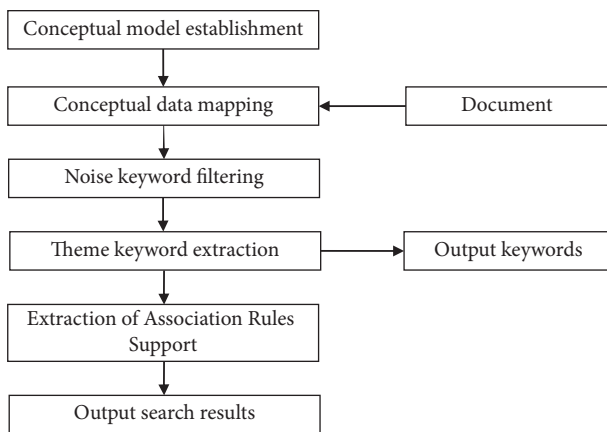 Conceptual model establishment
Conceptual data mapping
Document
Noise keyword filtering
Theme keyword extraction
Output keywords
Extraction of Association Rules
Support
Output search results